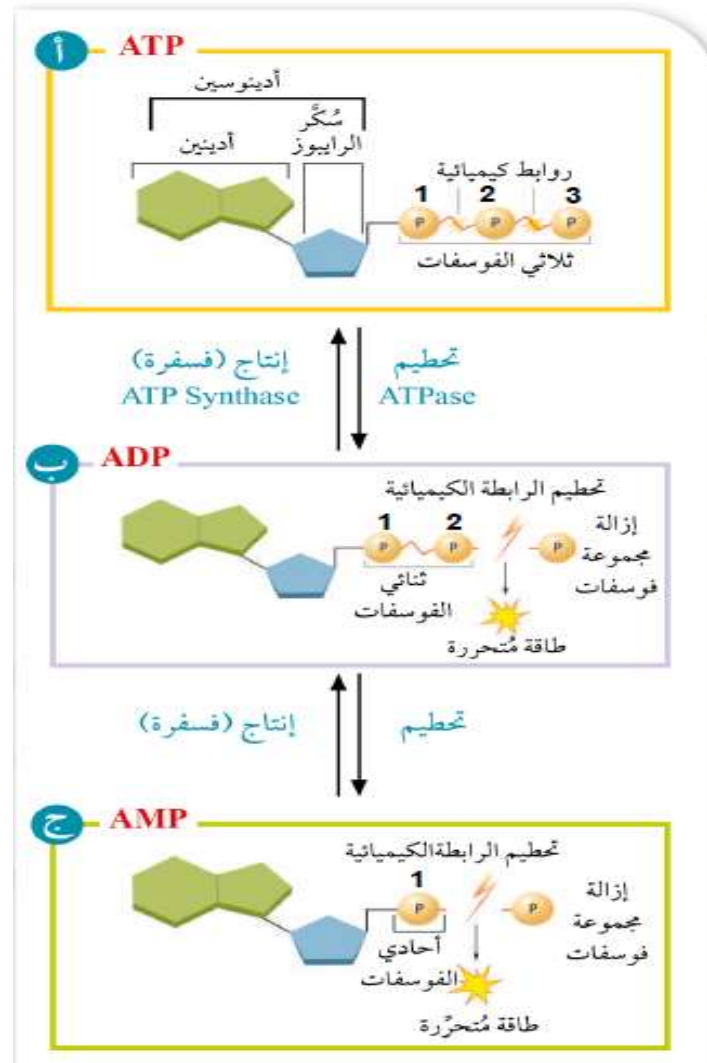 أ ATP
أدينوسين
سُكَّر
الرايبوز
أدينين
روابط كيميائية
1 2 3
P P P
ثلاثي الفوسفات
إنتاج (فسفرة)
ATP Synthase
تحطيم
ATPase
ب ADP
تحطيم الرابطة الكيميائية
إزالة
مجموعة
فوسفات
1 2
P P P
ثنائي
الفوسفات
طاقة مُتحررة
إنتاج (فسفرة)
تحطيم
ج AMP
تحطيم الرابطة الكيميائية
إزالة
مجموعة
فوسفات
1
P P
أحادي
الفوسفات
طاقة مُتحرِّرة